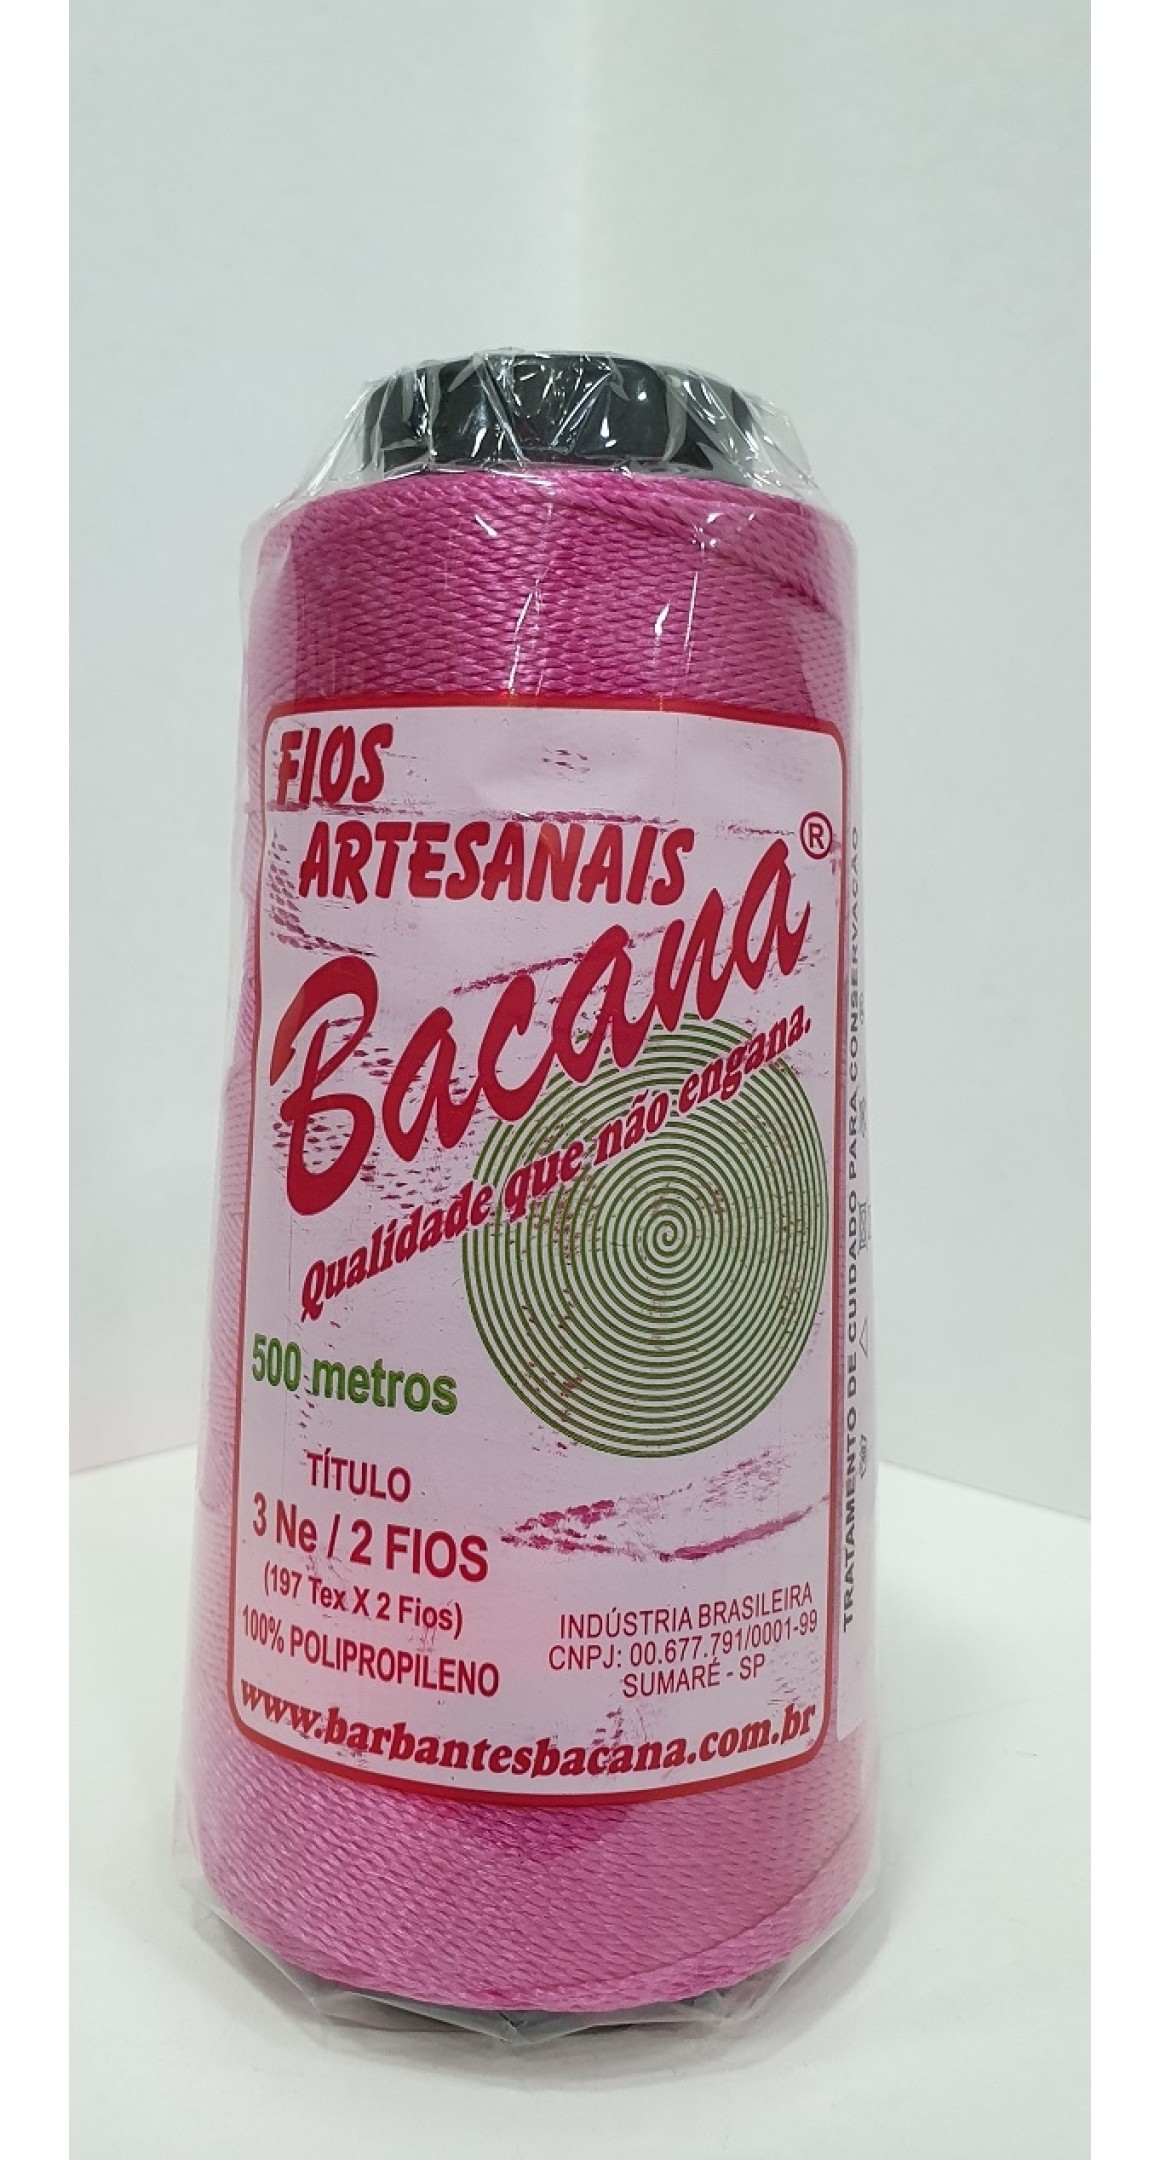 FIOS
ARTESANAIS
Bacana®
Qualidade que não engana.
500 metros
TÍTULO
3 Ne / 2 FIOS
(197 Tex X 2 Fios)
100% POLIPROPILENO
INDÚSTRIA BRASILEIRA
CNPJ: 00.677.791/0001-99
SUMARÉ - SP
www.barbantesbacana.com.br
TRATAMENTO DE CUIDADO PARA CONSERVAÇÃO